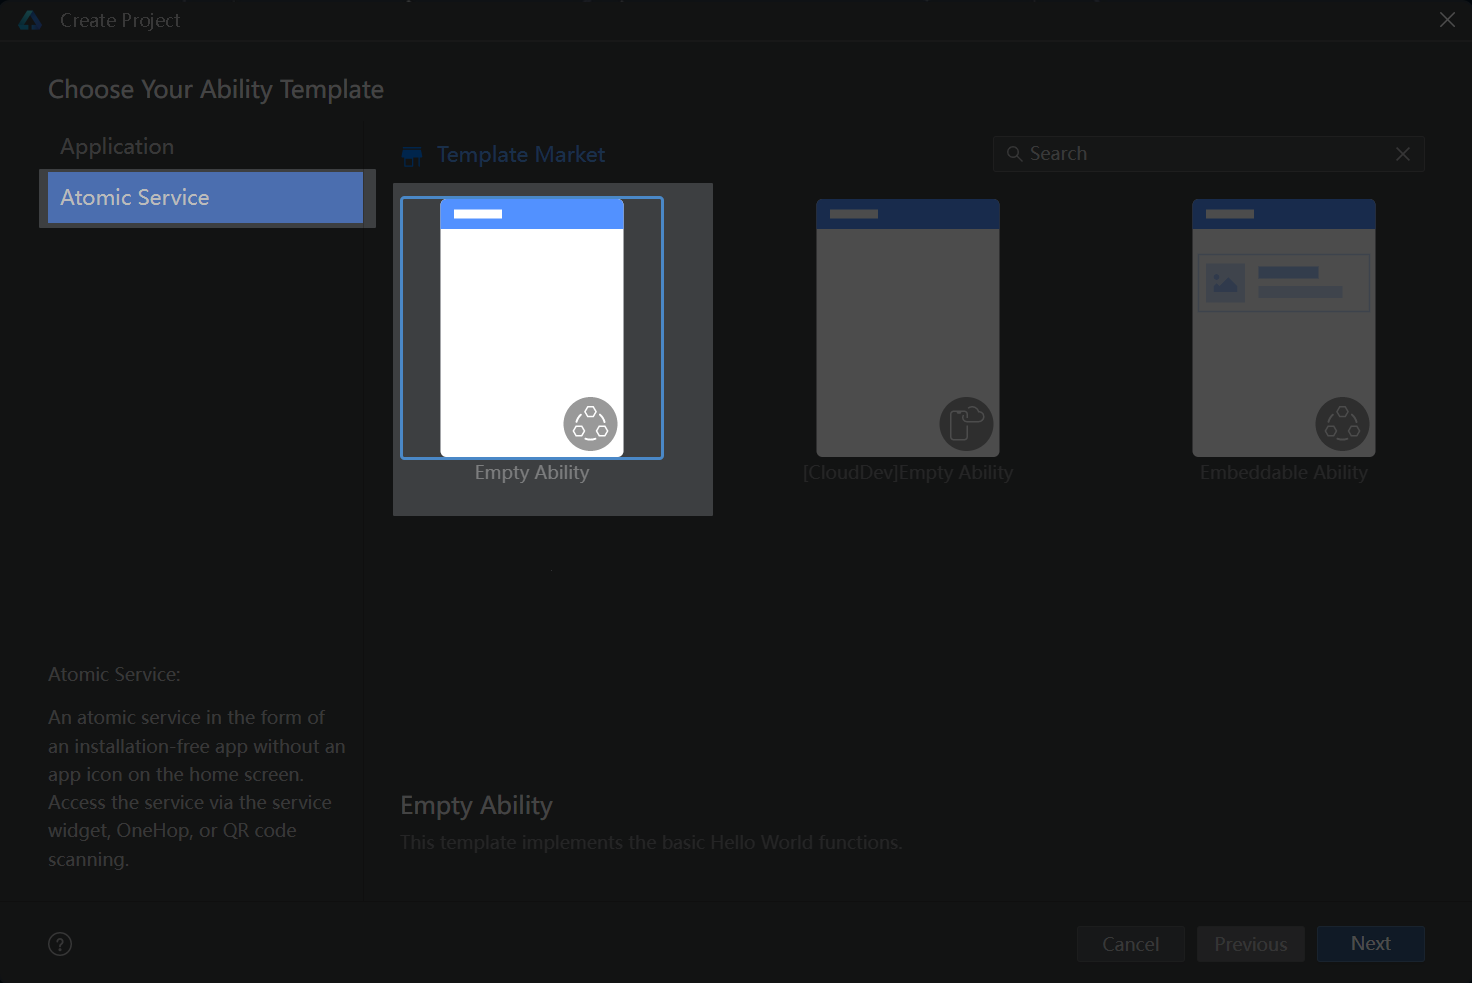 Create Project
Choose Your Ability Template
Application
Atomic Service
Template Market
Search
Empty Ability
[CloudDev]Empty Ability
Embeddable Ability
Atomic Service:
An atomic service in the form of
an installation-free app without an
app icon on the home screen.
Access the service via the service
widget, OneHop, or QR code
scanning.
Empty Ability
This template implements the basic Hello World functions.
?
Cancel
Previous
Next